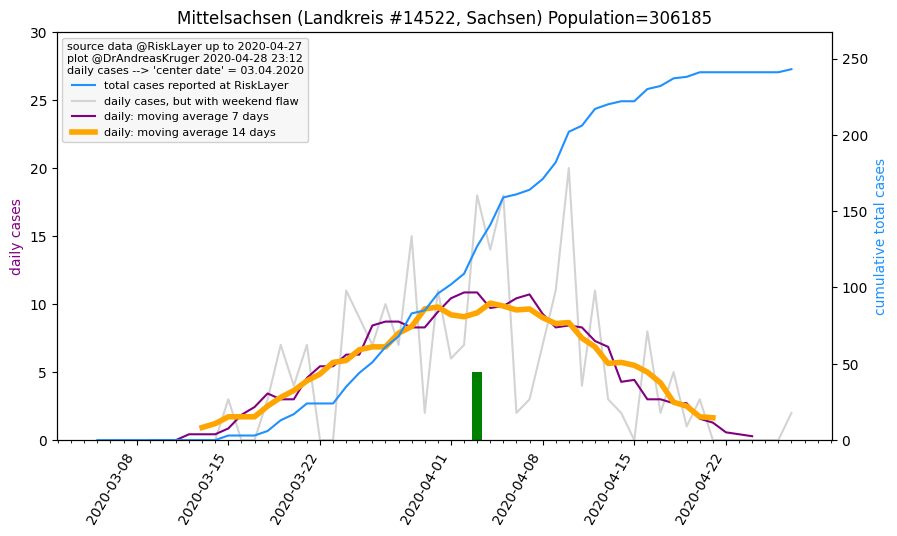 Mittelsachsen (Landkreis #14522, Sachsen) Population=306185
source data @RiskLayer up to 2020-04-27
plot @DrAndreasKruger 2020-04-28 23:12
daily cases --> 'center date' = 03.04.2020
total cases reported at RiskLayer
daily cases, but with weekend flaw
daily: moving average 7 days
daily: moving average 14 days
30
25
20
15
10
5
0
daily cases
250
200
150
100
50
0
cumulative total cases
2020-03-08
2020-03-15
2020-03-22
2020-04-01
2020-04-08
2020-04-15
2020-04-22